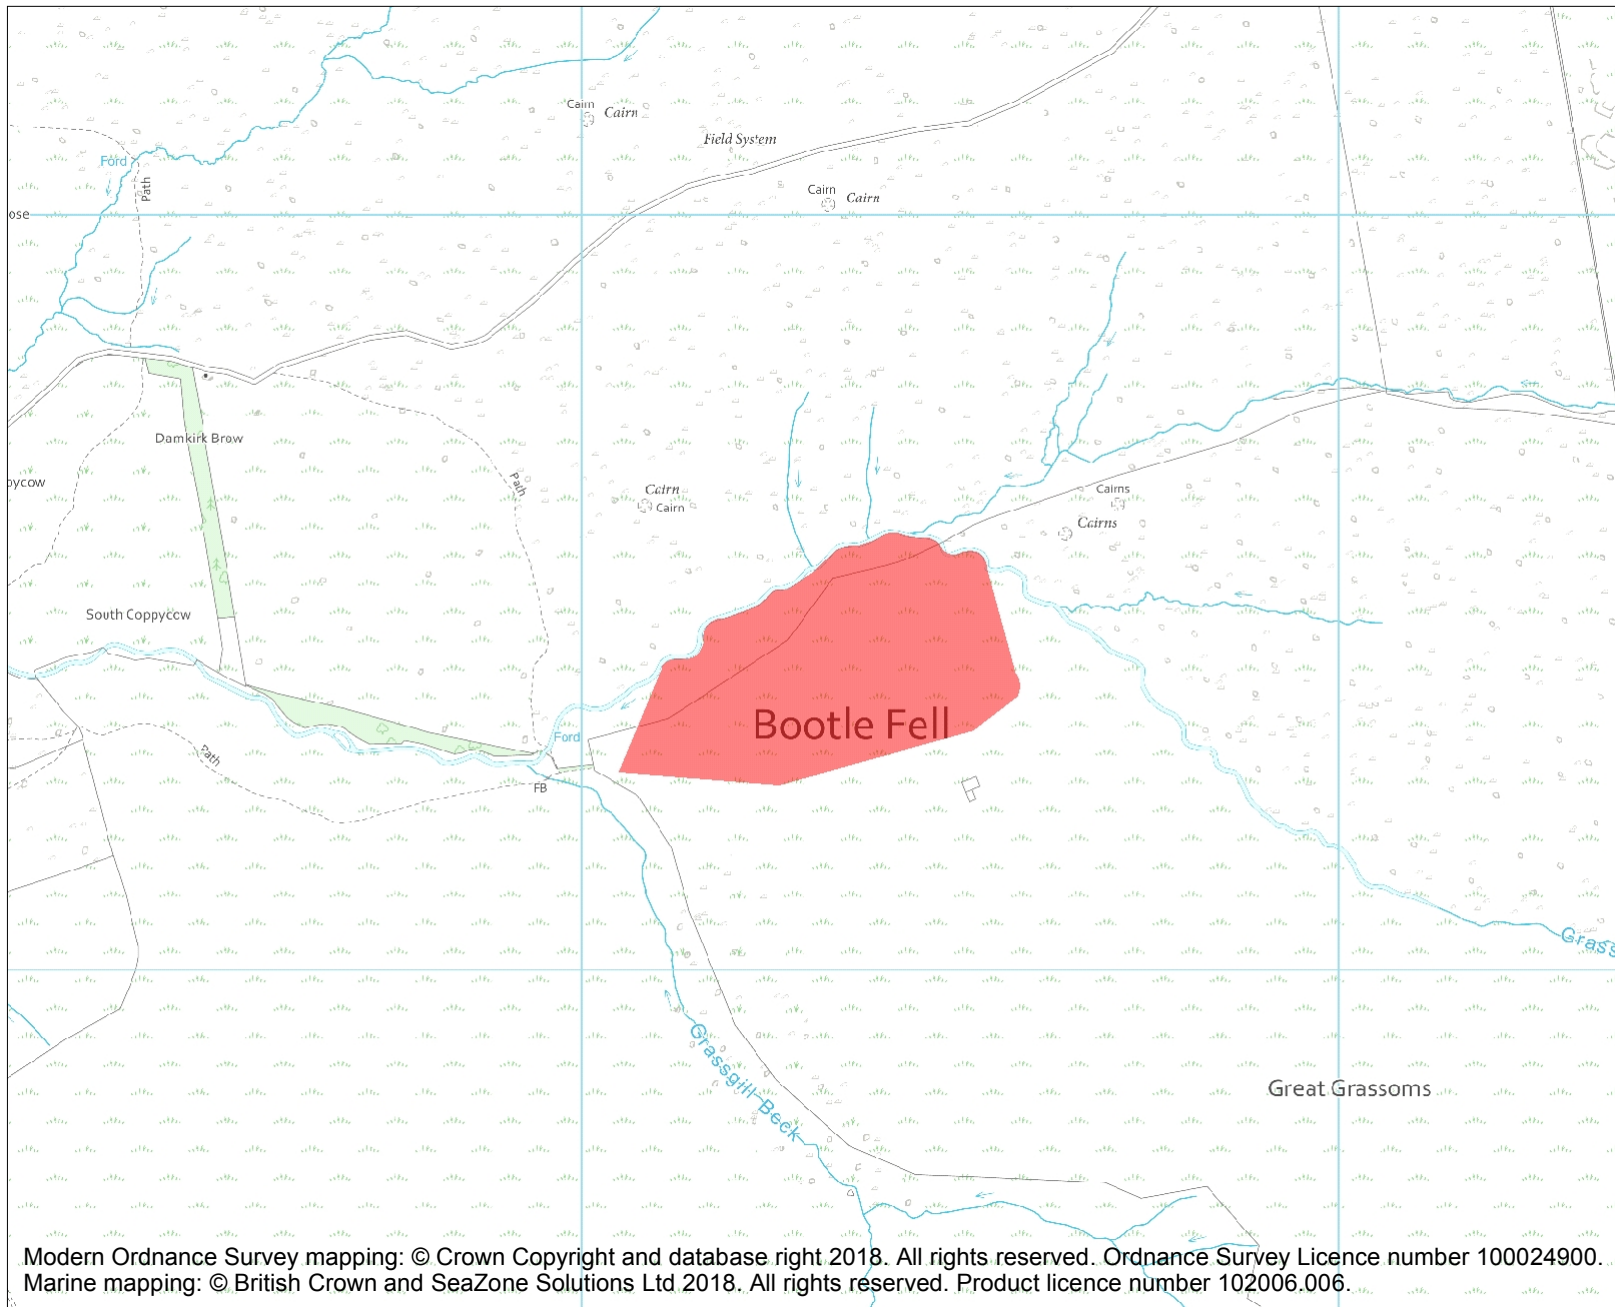 Cairn
Cairn
Field System
Ford
Path
Cairn
Cairn
ose
Damkirk Brow
Path
ycow
Cairn
Cairn
Cairns
Cairns
South Coppycow
Bootle Fell
Ford
Path
FB
Grass
Grassgill Beck
Great Grassoms
Modern Ordnance Survey mapping: © Crown Copyright and database right 2018. All rights reserved. Ordnance Survey Licence number 100024900.
Marine mapping: © British Crown and SeaZone Solutions Ltd 2018. All rights reserved. Product licence number 102006.006.